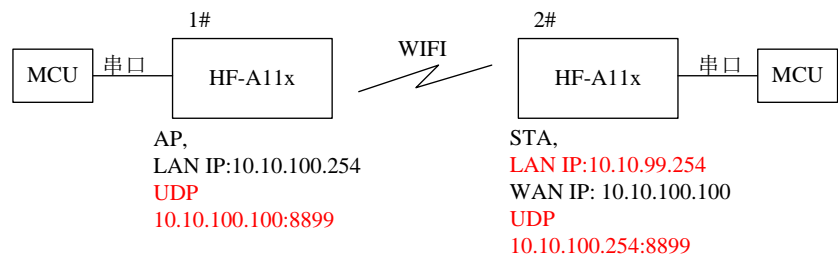 1#
2#
MCU
串口
HF-A11x
WIFI
HF-A11x
串口
MCU
AP,
LAN IP:10.10.100.254
UDP
10.10.100.100:8899
STA,
LAN IP:10.10.99.254
WAN IP: 10.10.100.100
UDP
10.10.100.254:8899